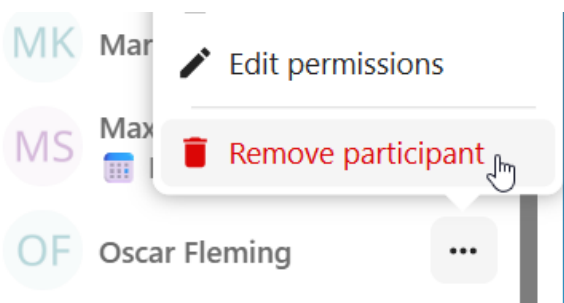 MK Mar
Edit permissions
MS Max
Remove participant
OF Oscar Fleming